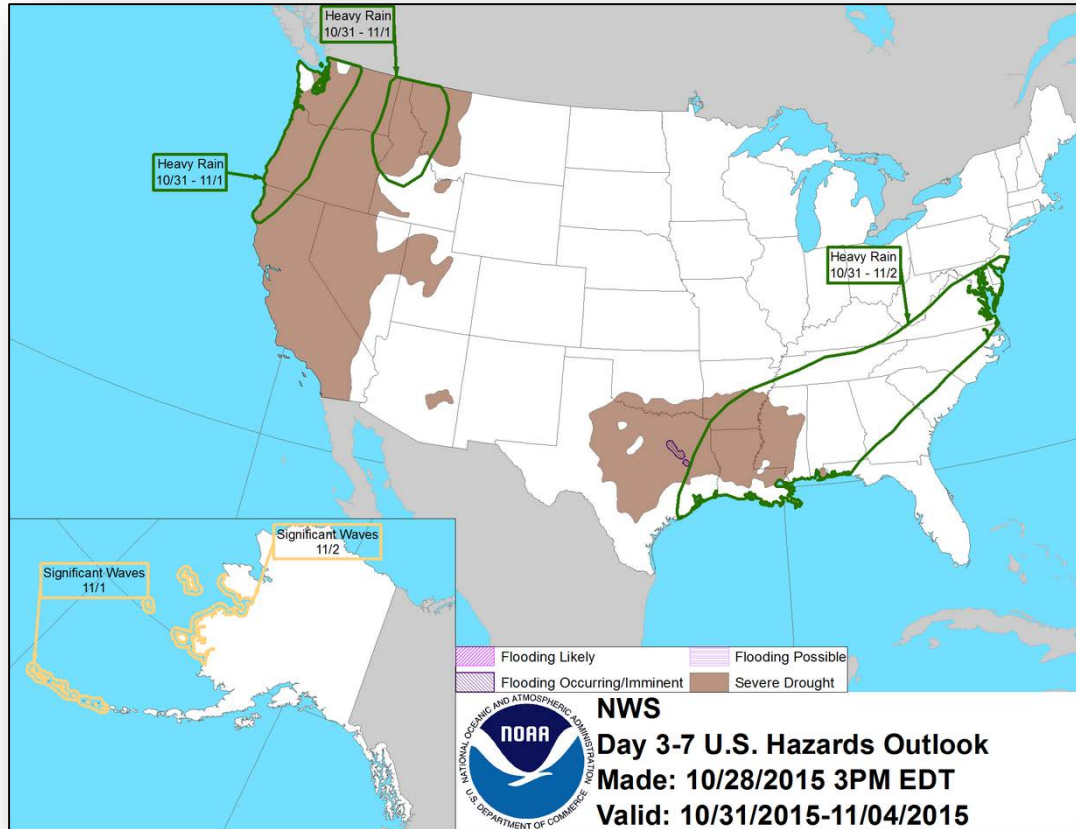 Heavy Rain
10/31 - 11/1
Heavy Rain
10/31 - 11/1
Heavy Rain
10/31 - 11/2
Significant Waves
11/2
Significant Waves
11/1
Flooding Likely
Flooding Possible
Flooding Occurring/Imminent
Severe Drought
NATIONAL OCEANIC AND ATMOSPHERIC ADMINISTRATION
NOAA
U.S. DEPARTMENT OF COMMERCE
NWS
Day 3-7 U.S. Hazards Outlook
Made: 10/28/2015 3PM EDT
Valid: 10/31/2015-11/04/2015